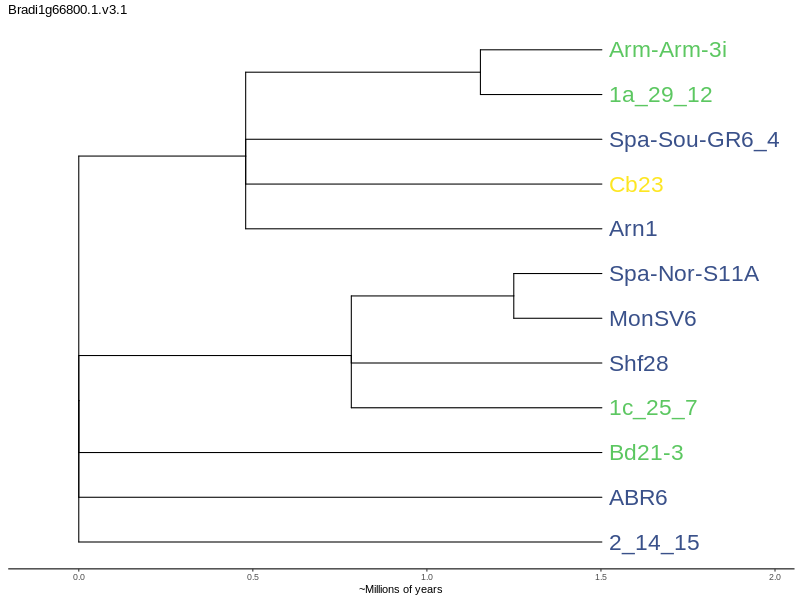 Bradi1g66800.1.v3.1
Arm-Arm-3i
1a_29_12
Spa-Sou-GR6_4
Cb23
Arn1
Spa-Nor-S11A
MonSV6
Shf28
1c_25_7
Bd21-3
ABR6
2_14_15
0.0 0.5 1.0 1.5 2.0
~Millions of years